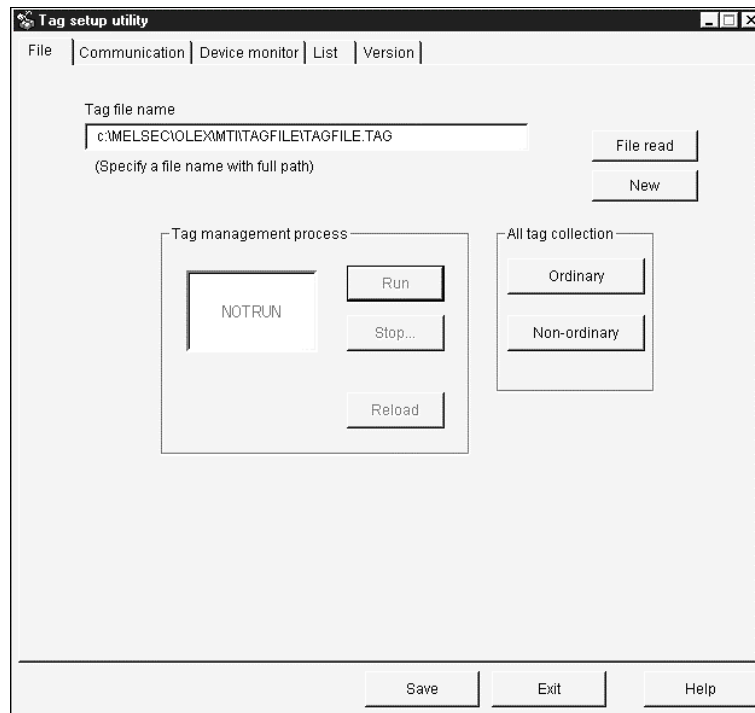 Tag setup utility
File Communication Device monitor List Version
Tag file name
c:\MELSEC\OLEX\MTI\TAGFILE\TAGFILE.TAG
File read
(Specify a file name with full path)
New
Tag management process
All tag collection
NOTRUN
Run
Ordinary
Stop...
Non-ordinary
Reload
Save Exit Help